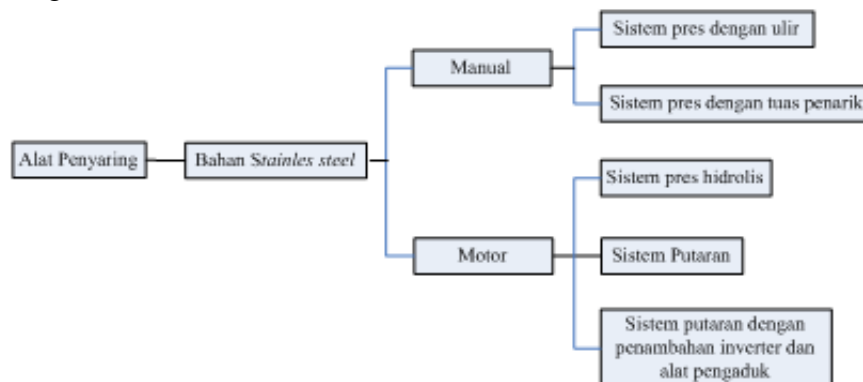 Alat Penyaring
Bahan Stainles steel
Manual
Sistem pres dengan ulir
Sistem pres dengan tuas penarik
Motor
Sistem pres hidrolis
Sistem Putaran
Sistem putaran dengan
penambahan inverter dan
alat pengaduk